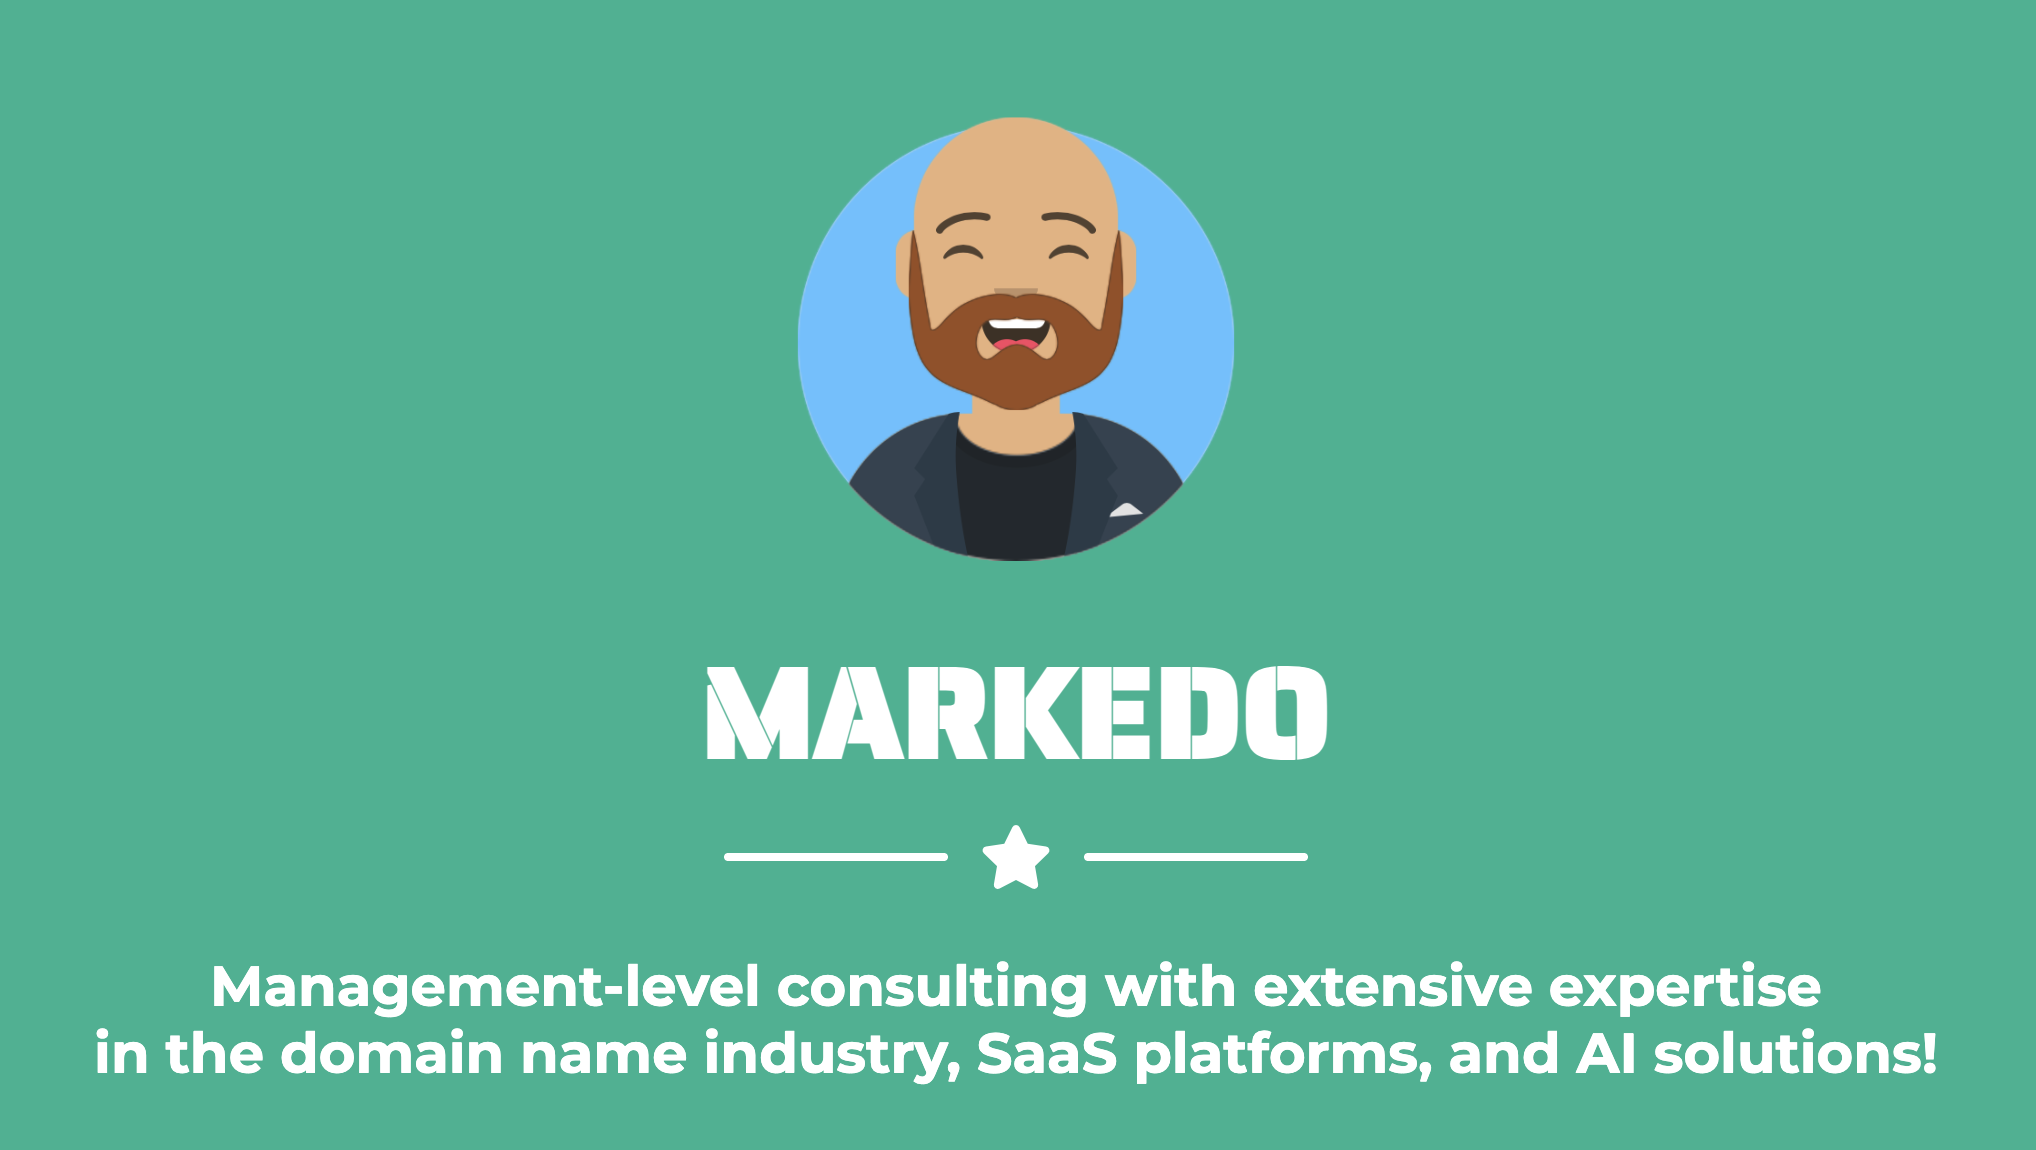 MARKEDO
Management-level consulting with extensive expertise
in the domain name industry, SaaS platforms, and AI solutions!